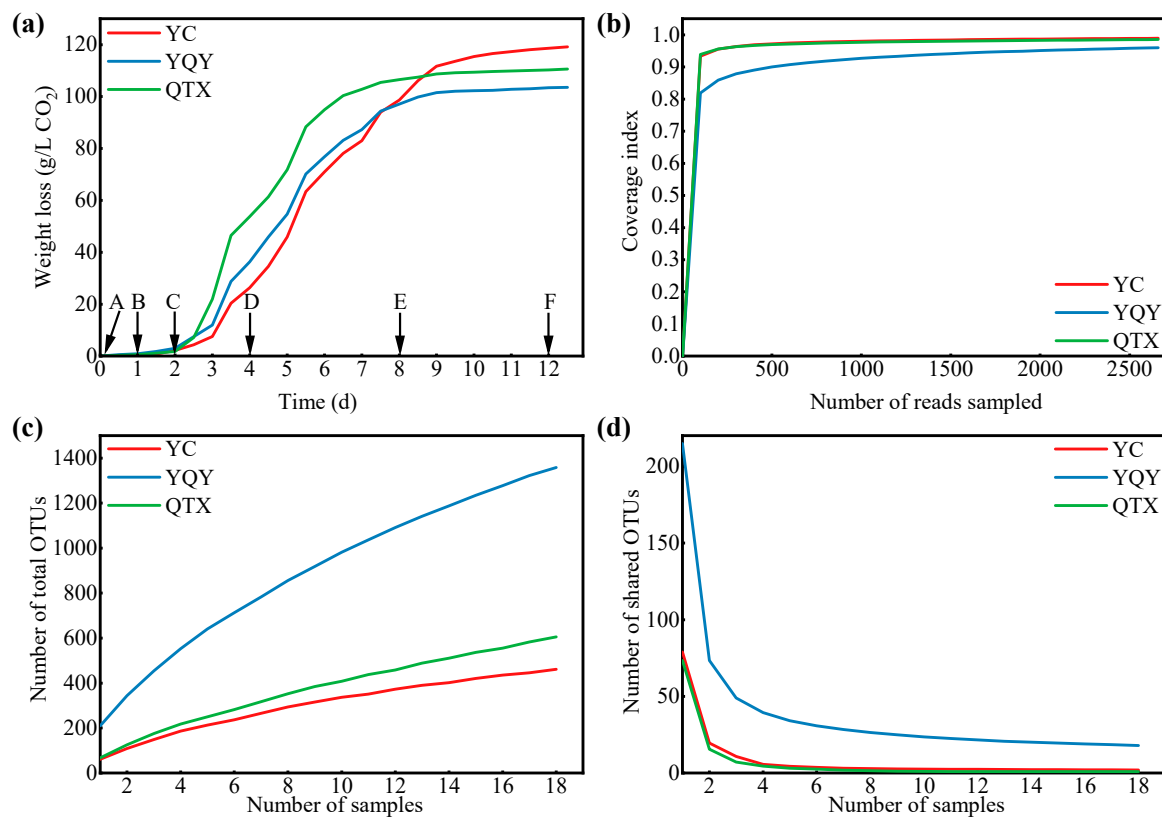 (a)
YC
YQY
QTX
120
100
80
60
40
20
0
Weight loss (g/L CO2)
A B C D E F
0 1 2 3 4 5 6 7 8 9 10 11 12
Time (d)
(b)
1.0
0.9
0.8
0.7
0.6
0.5
0.4
0.3
0.2
0.1
0.0
Coverage index
YC
YQY
QTX
0 500 1000 1500 2000 2500
Number of reads sampled
(c)
YC
YQY
QTX
1400
1200
1000
800
600
400
200
0
Number of total OTUs
2 4 6 8 10 12 14 16 18
Number of samples
(d)
YC
YQY
QTX
200
150
100
50
0
Number of shared OTUs
2 4 6 8 10 12 14 16 18
Number of samples